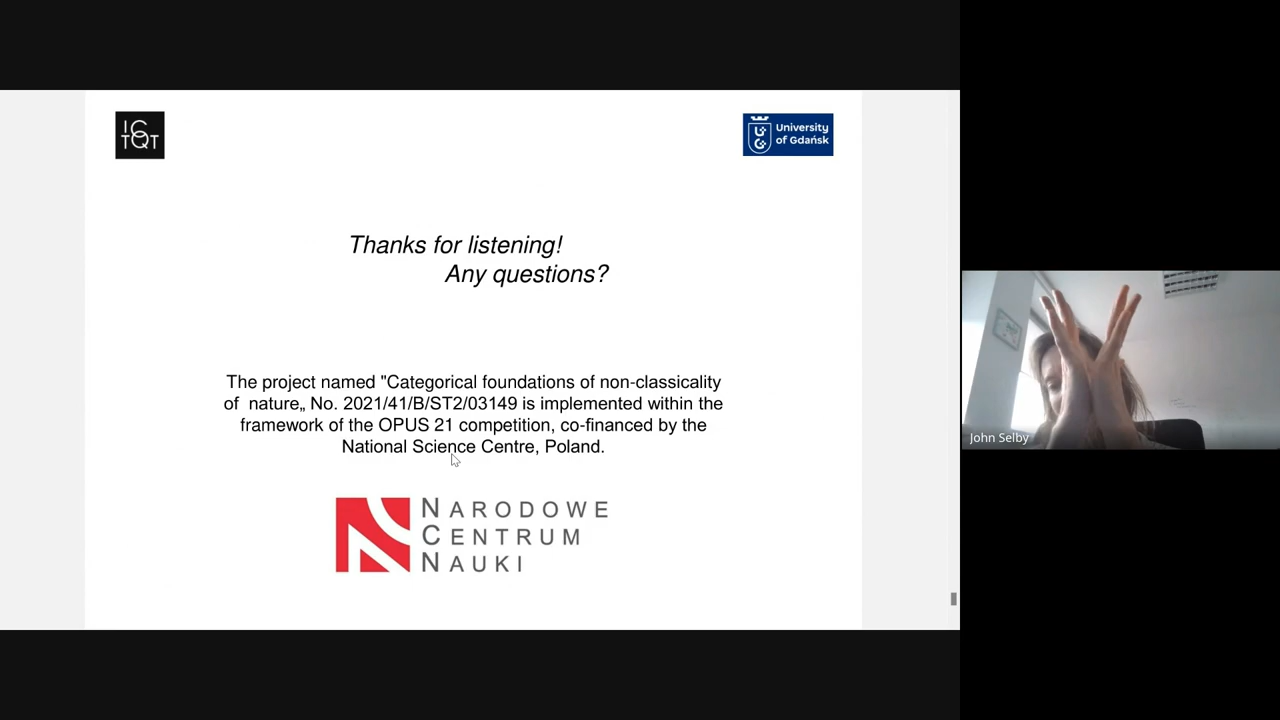 IC
TQT
University
of Gdańsk
Thanks for listening!
Any questions?
The project named "Categorical foundations of non-classicality
of nature„ No. 2021/41/B/ST2/03149 is implemented within the
framework of the OPUS 21 competition, co-financed by the
National Science Centre, Poland.
NARODOWE
CENTRUM
NAUKI
John Selby